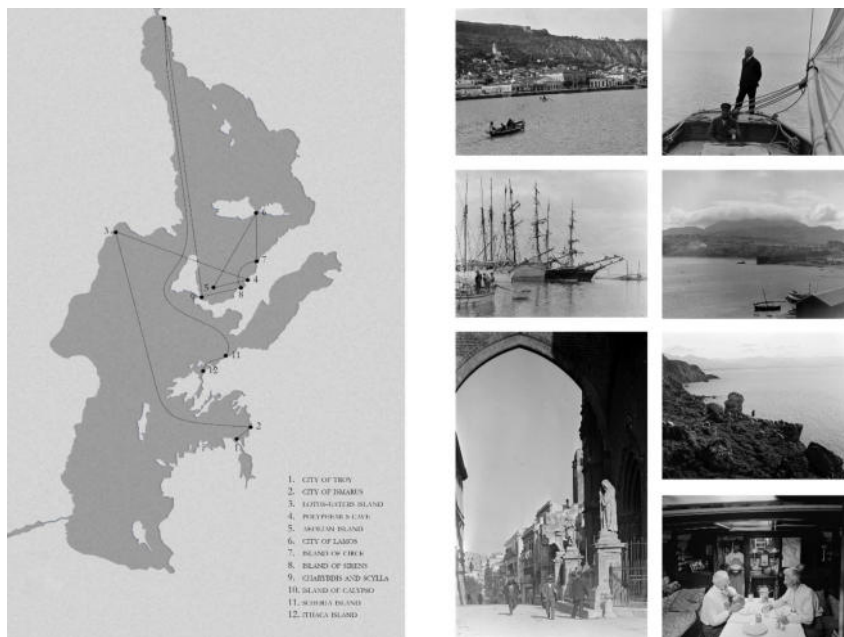 6
3
7
4
5
8
9
11
12
2
1. CITY OF TROY
2. CITY OF ISMARUS
3. LOTUS-EATERS ISLAND
4. POLYPHEMUS CAVE
5. AEOLIAN ISLAND
6. CITY OF LAMOS
7. ISLAND OF CIRCE
8. ISLAND OF SIRENS
9. CHARYBDIS AND SCYLLA
10. ISLAND OF CALYPSO
11. SCHERIA ISLAND
12. ITHACA ISLAND